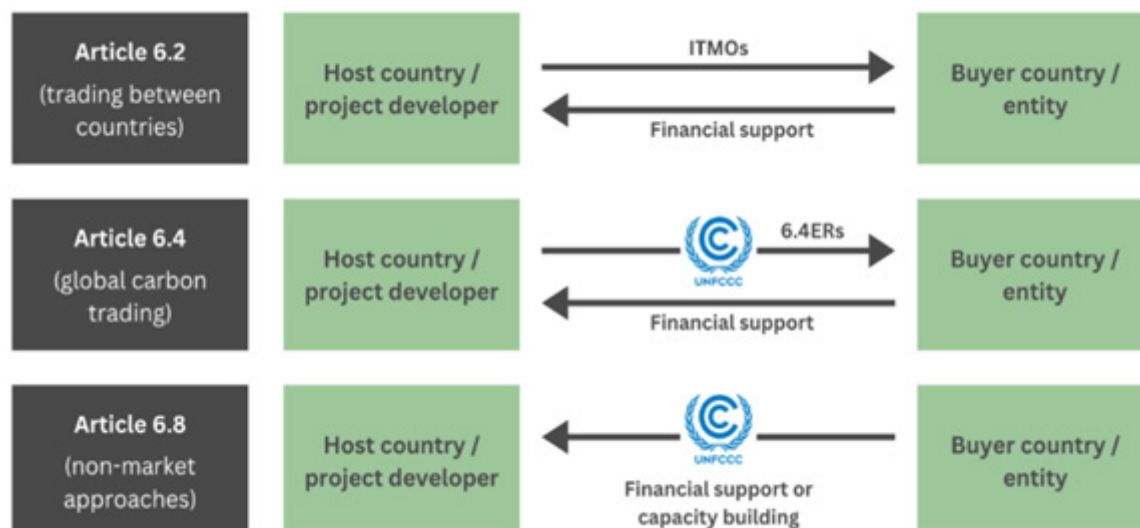 Article 6.2
(trading between
countries)
Host country /
project developer
ITMOs
Financial support
Buyer country /
entity
Article 6.4
(global carbon
trading)
Host country /
project developer
UNFCCC
6.4ERs
Financial support
Buyer country /
entity
Article 6.8
(non-market
approaches)
Host country /
project developer
UNFCCC
Financial support or
capacity building
Buyer country /
entity